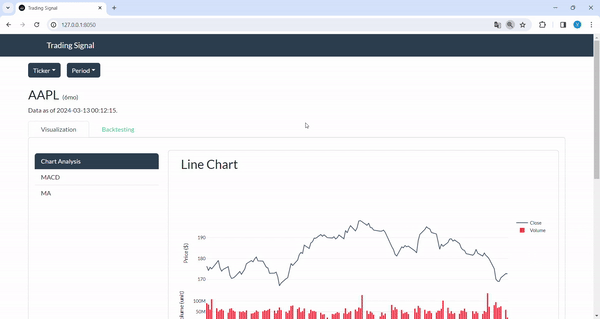 Trading Signal
127.0.0.1:8050
Trading Signal
Ticker
Period
AAPL (6mo)
Data as of 2024-03-13 00:12:15.
Visualization
Backtesting
Chart Analysis
MACD
MA
Line Chart
Close
Volume
190
180
170
Price ($)
100M
50M